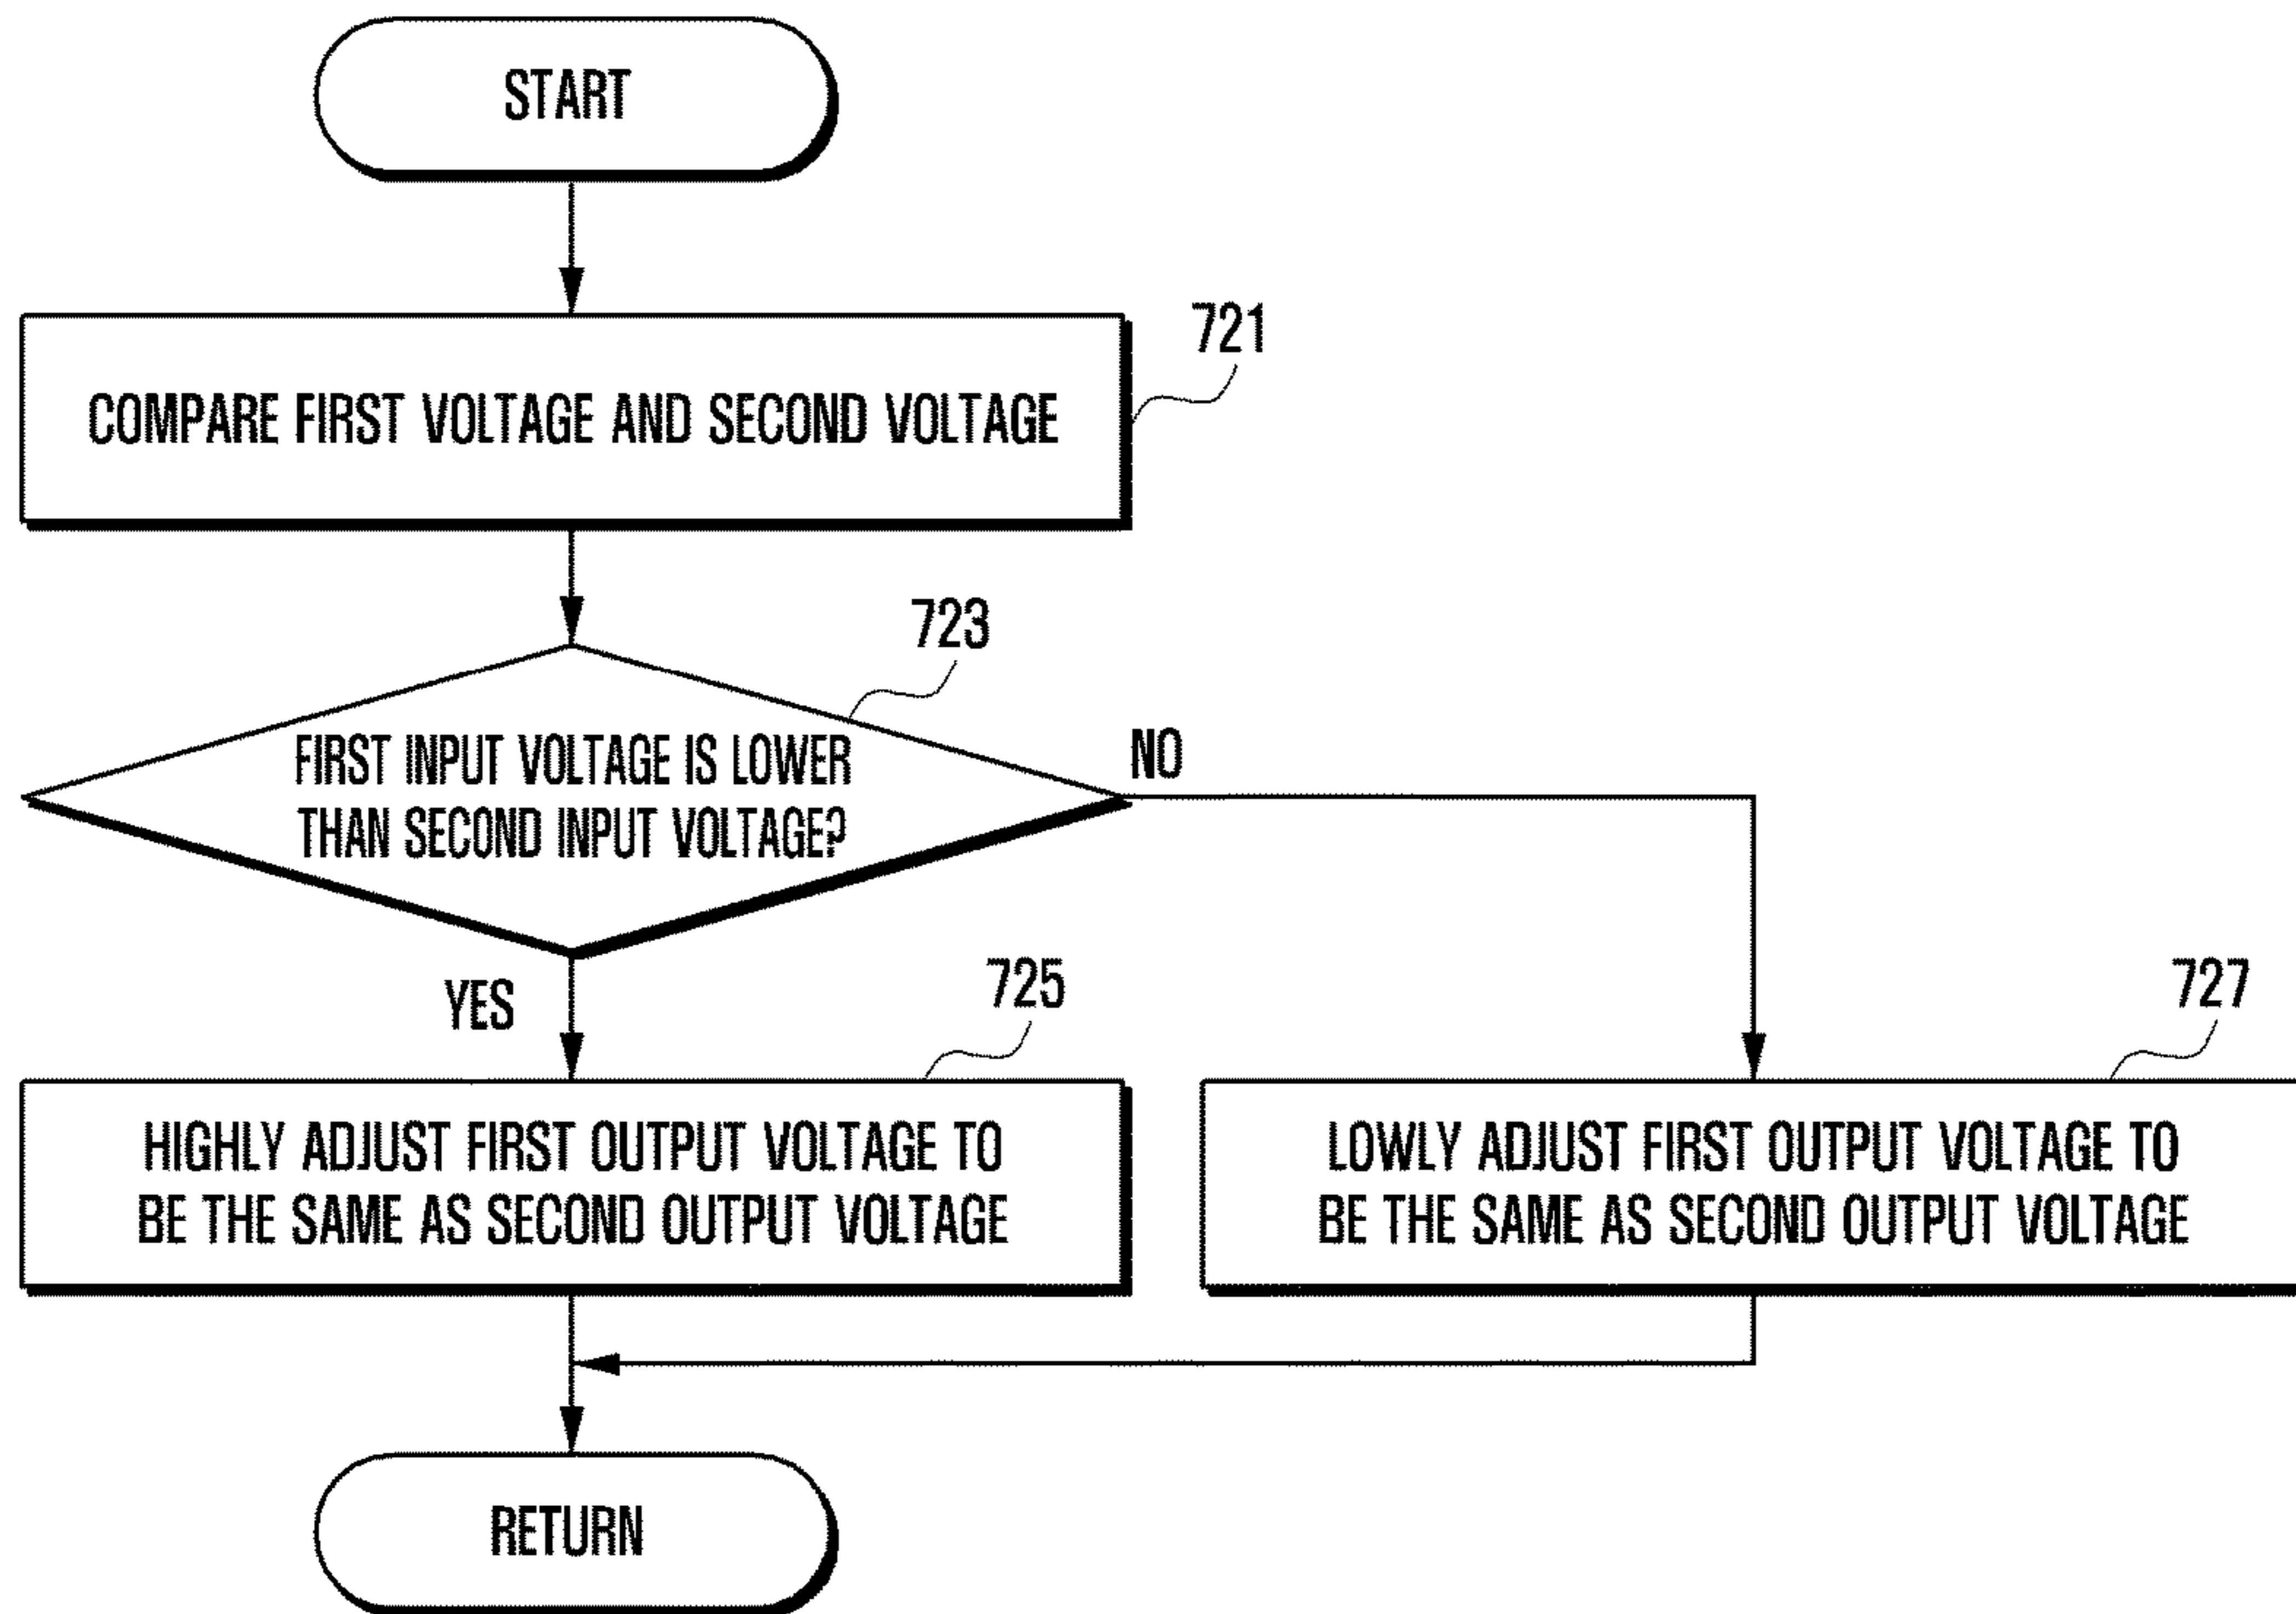 START
721
COMPARE FIRST VOLTAGE AND SECOND VOLTAGE
723
FIRST INPUT VOLTAGE IS LOWER
THAN SECOND INPUT VOLTAGE?
NO
YES
725
HIGHLY ADJUST FIRST OUTPUT VOLTAGE TO
BE THE SAME AS SECOND OUTPUT VOLTAGE
727
LOWLY ADJUST FIRST OUTPUT VOLTAGE TO
BE THE SAME AS SECOND OUTPUT VOLTAGE
RETURN